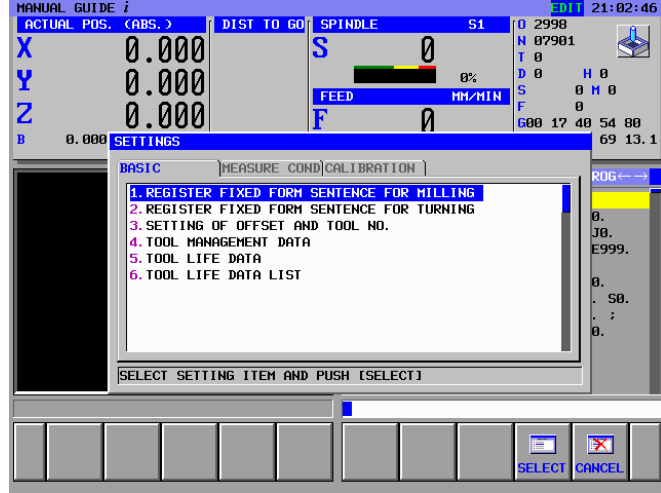 MANUAL GUIDE i EDIT 21:02:46
ACTUAL POS. (ABS.) DIST TO GO SPINDLE S1 O 2998
N 07901
X 0.000 S 0 T 0
Y 0.000 0% D 0 H 0
FEED MM/MIN S 0 M 0
Z 0.000 F 0 F 0
G00 17 40 54 80
B 0.000 69 13.1
SETTINGS
BASIC MEASURE COND CALIBRATION
ROG←→
1. REGISTER FIXED FORM SENTENCE FOR MILLING
2. REGISTER FIXED FORM SENTENCE FOR TURNING
3. SETTING OF OFFSET AND TOOL NO.
4. TOOL MANAGEMENT DATA
5. TOOL LIFE DATA
6. TOOL LIFE DATA LIST
0.
J0.
E999.
0.
. S0.
. ;
0.
SELECT SETTING ITEM AND PUSH [SELECT]
SELECT CANCEL